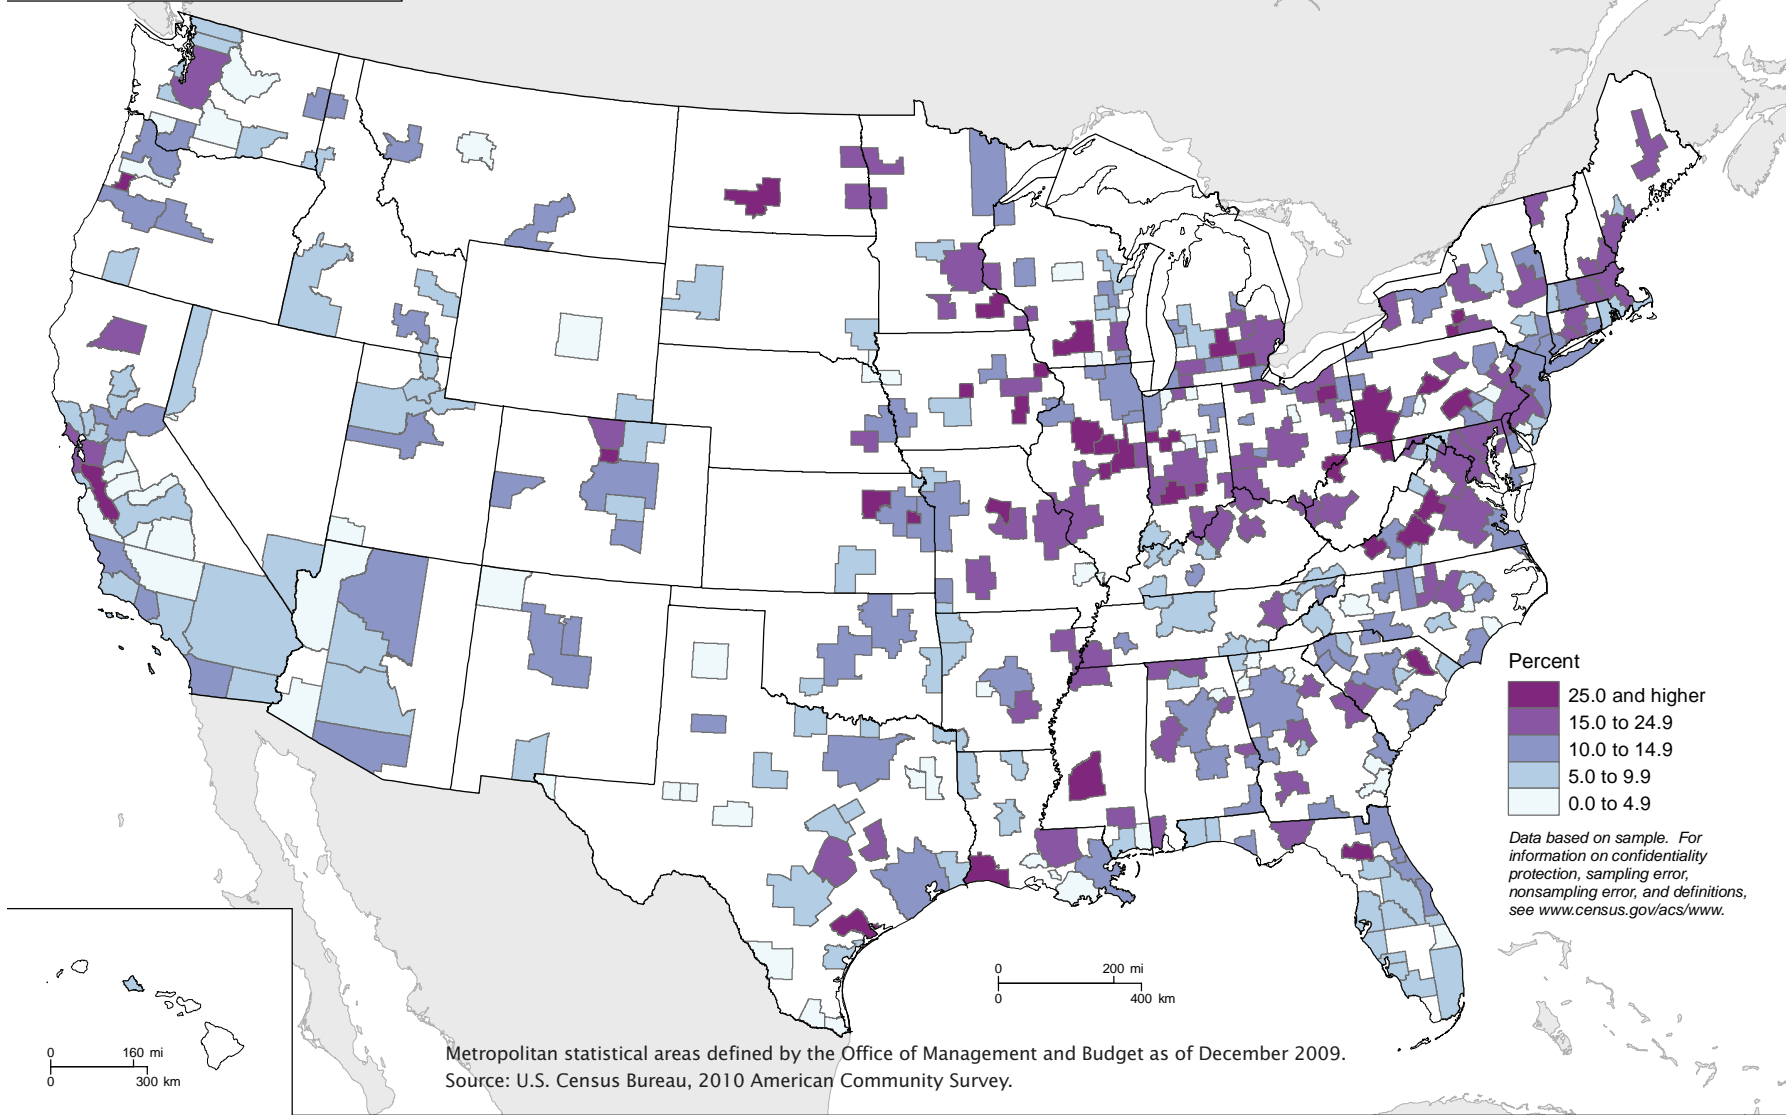 Percent
25.0 and higher
15.0 to 24.9
10.0 to 14.9
5.0 to 9.9
0.0 to 4.9
Data based on sample. For
information on confidentiality
protection, sampling error,
nonsampling error, and definitions,
see www.census.gov/acs/www.
0 200 mi
0 400 km
0 160 mi
0 300 km
Metropolitan statistical areas defined by the Office of Management and Budget as of December 2009.
Source: U.S. Census Bureau, 2010 American Community Survey.